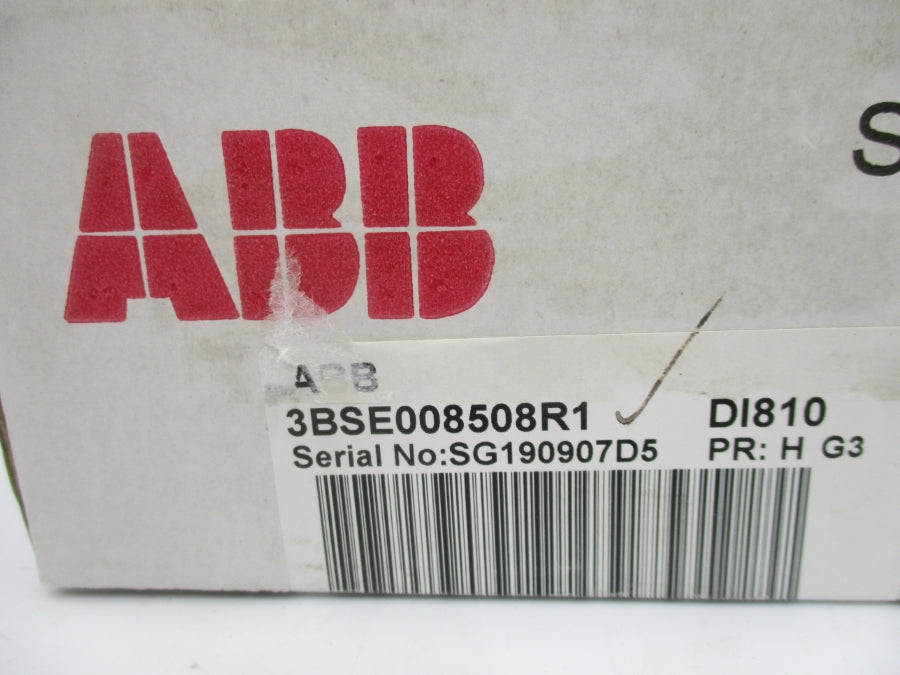 ABB
S
ABB
3BSE008508R1 DI810
Serial No:SG190907D5 PR: H G3